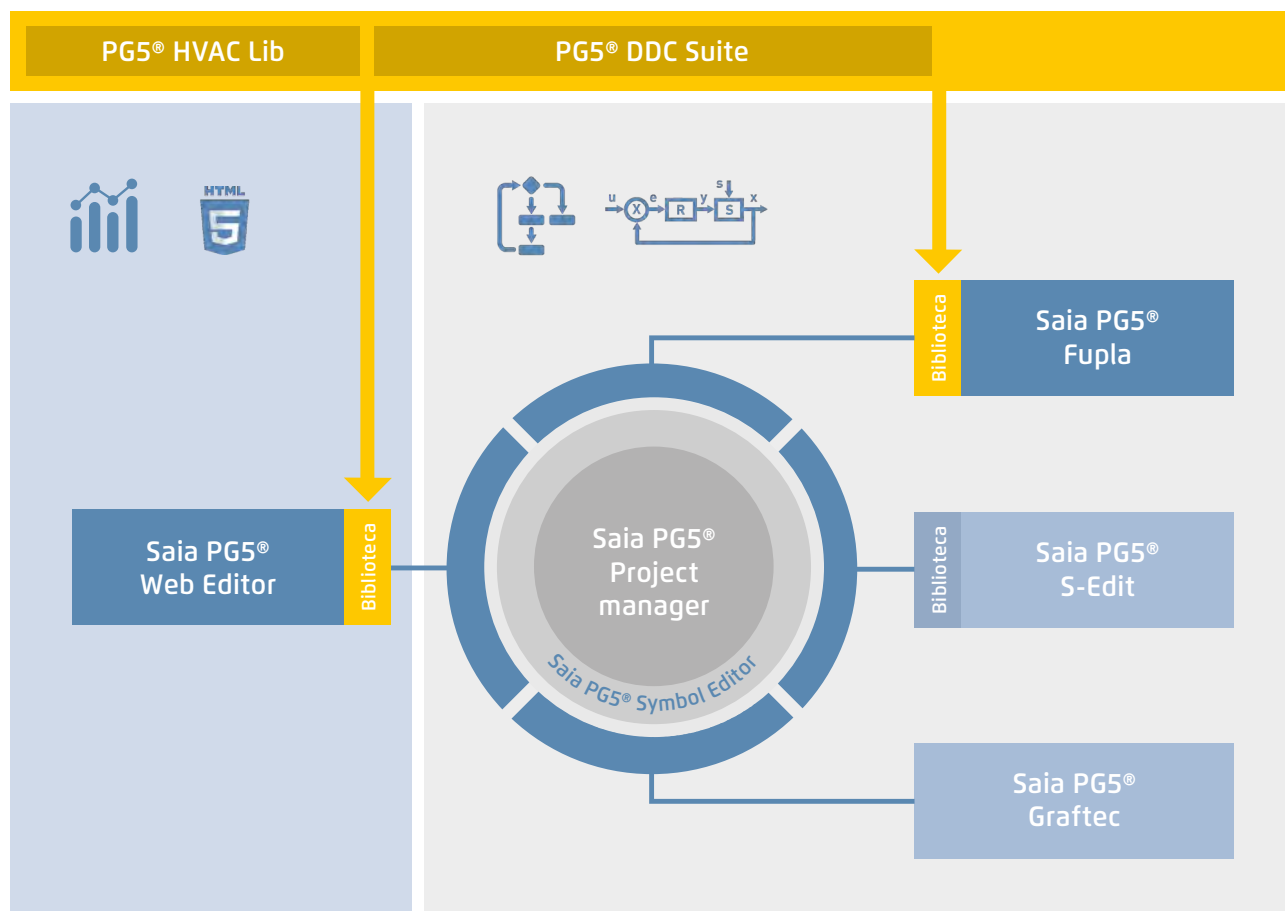 PG5® HVAC Lib
PG5® DDC Suite
HTML
5
u
X
e
R
y
s
S
x
Biblioteca
Saia PG5®
Fupla
Saia PG5®
Web Editor
Biblioteca
Saia PG5®
Project
manager
Saia PG5® Symbol Editor
Biblioteca
Saia PG5®
S-Edit
Saia PG5®
Graftec